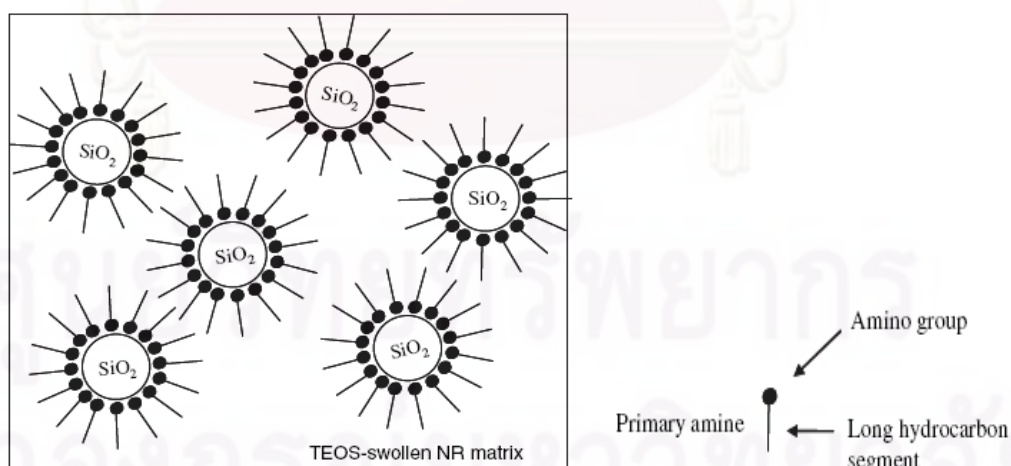 SiO2
SiO2
SiO2
SiO2
SiO2
SiO2
TEOS-swollen NR matrix
Amino group
Primary amine
Long hydrocarbon
segment